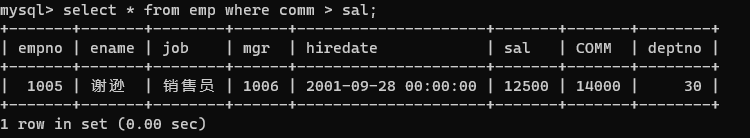 mysql> select * from emp where comm > sal;
+-------+-------+--------+------+---------------------+-------+-------+--------+
| empno | ename | job    | mgr  | hiredate            | sal   | COMM  | deptno |
+-------+-------+--------+------+---------------------+-------+-------+--------+
|  1005 | 谢逊  | 销售员 | 1006 | 2001-09-28 00:00:00 | 12500 | 14000 |     30 |
+-------+-------+--------+------+---------------------+-------+-------+--------+
1 row in set (0.00 sec)